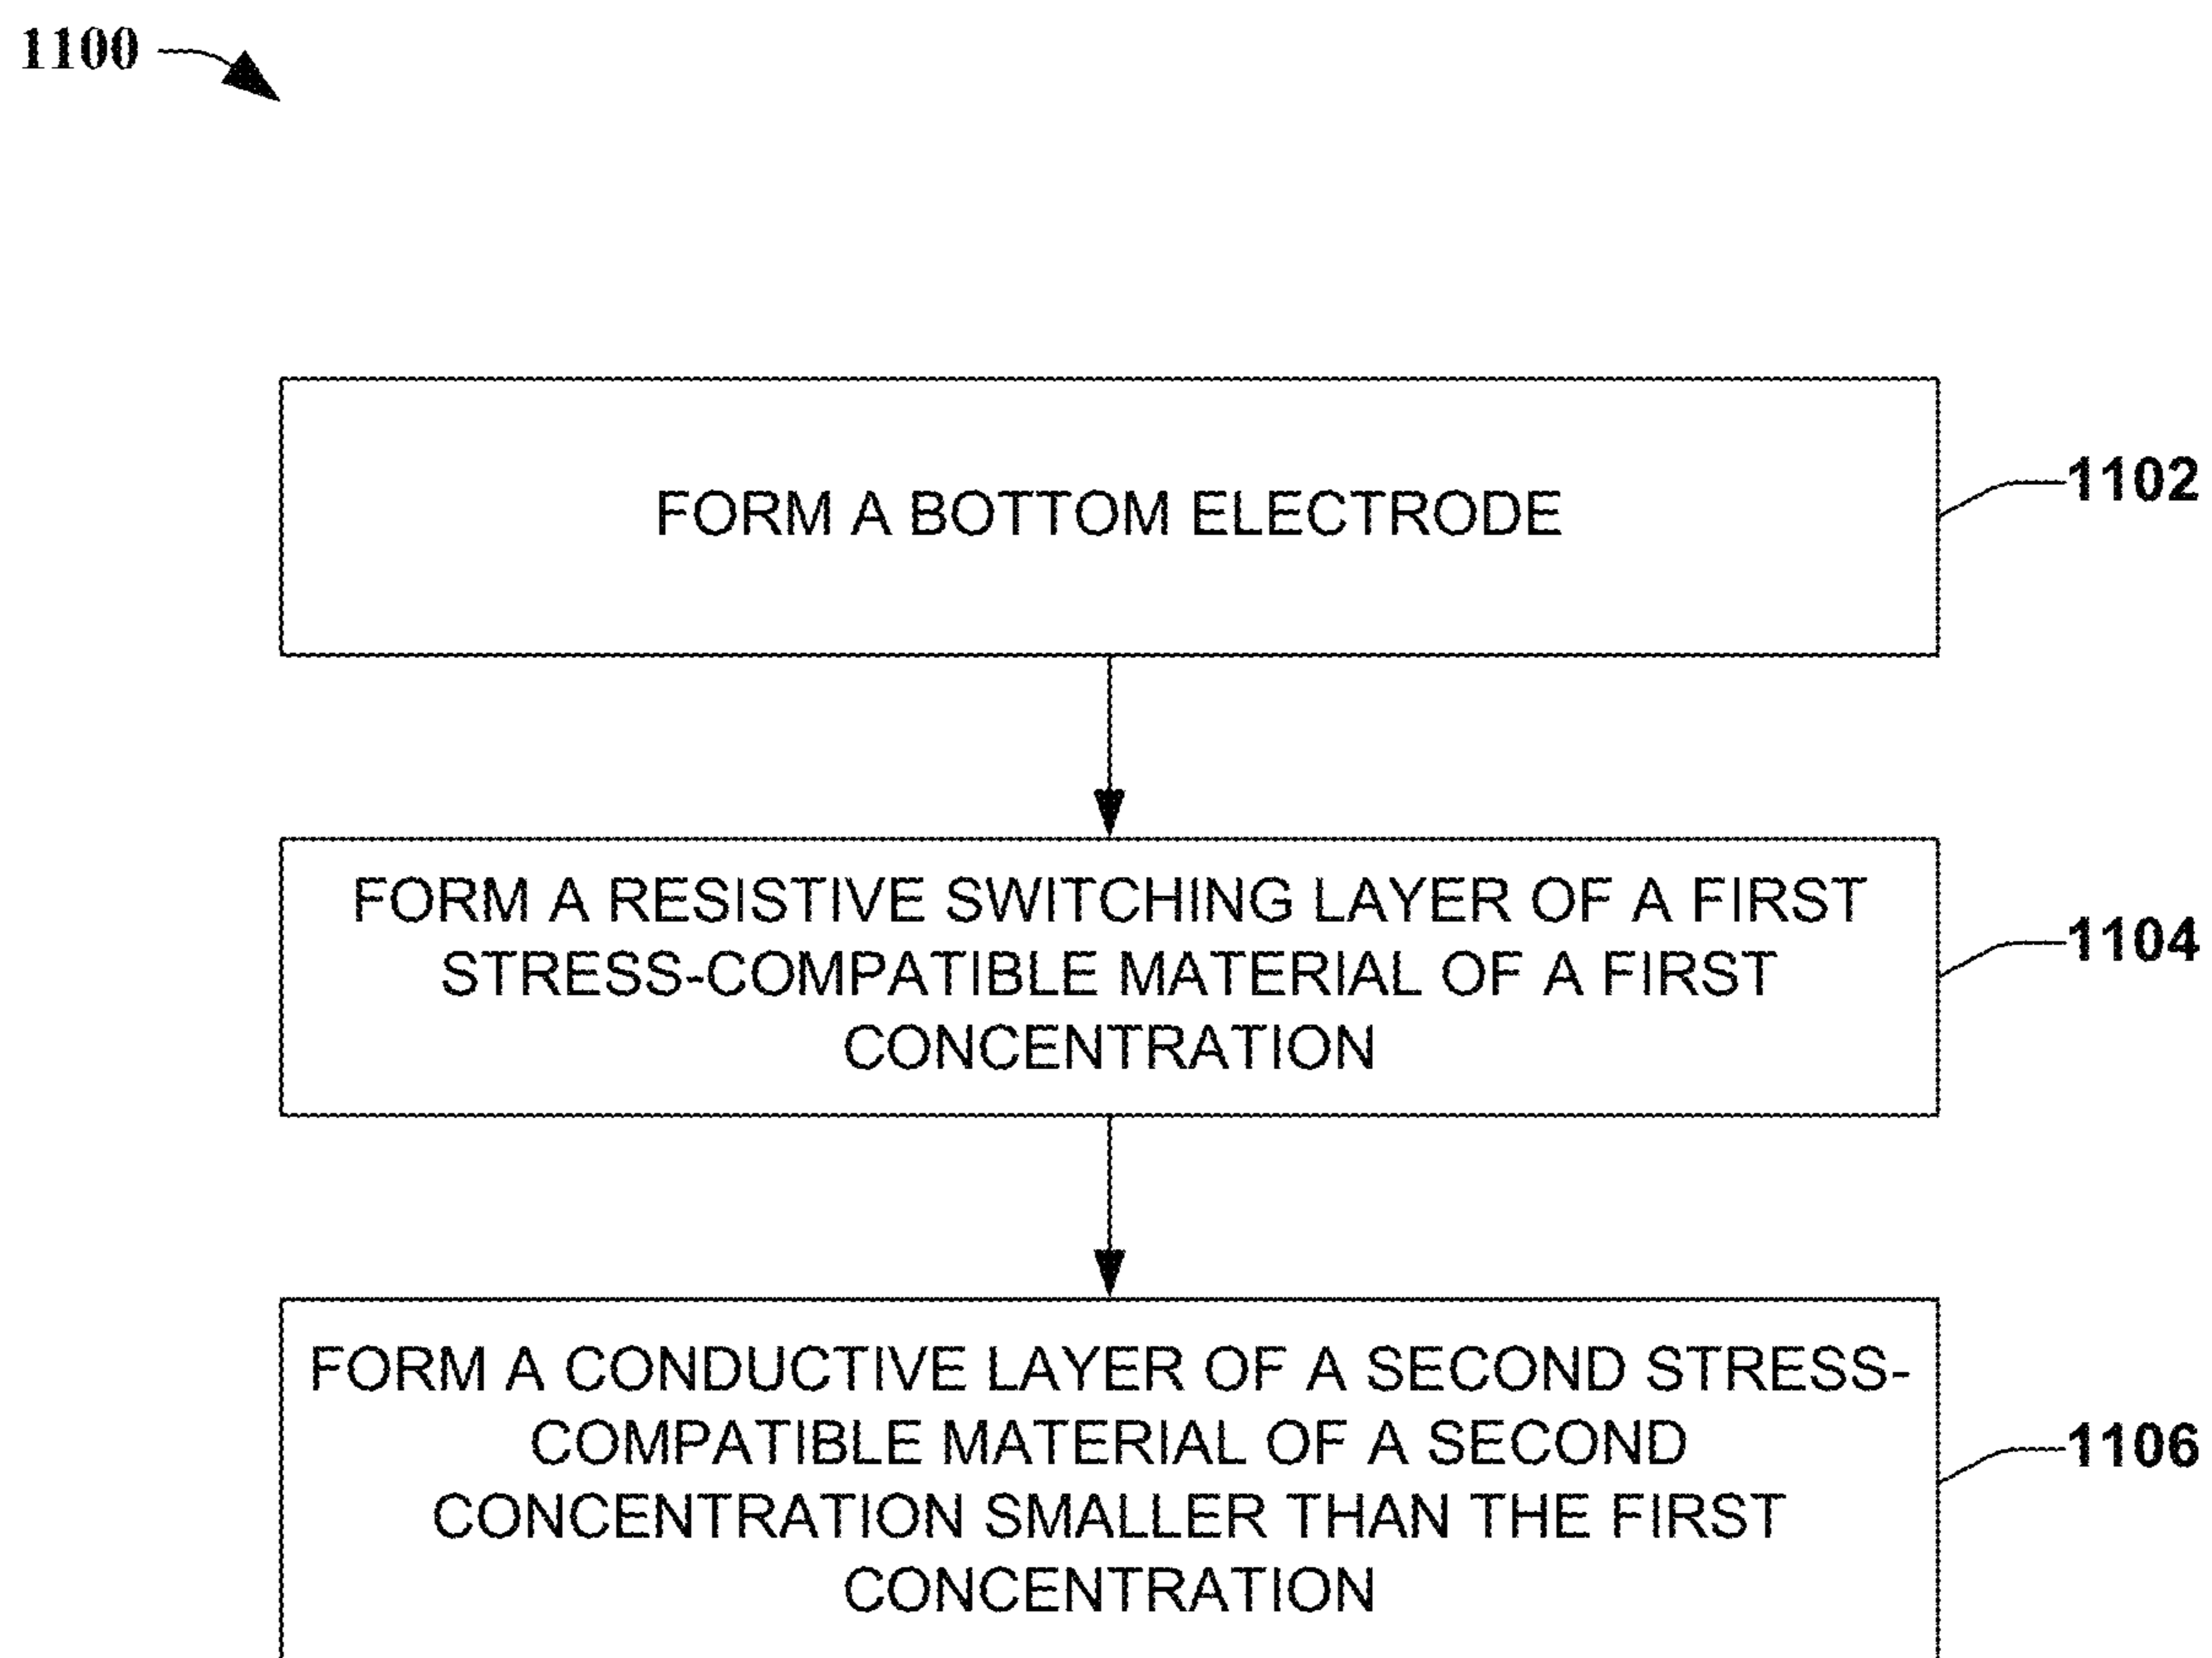 1100
FORM A BOTTOM ELECTRODE
1102
FORM A RESISTIVE SWITCHING LAYER OF A FIRST
STRESS-COMPATIBLE MATERIAL OF A FIRST
CONCENTRATION
1104
FORM A CONDUCTIVE LAYER OF A SECOND STRESS-
COMPATIBLE MATERIAL OF A SECOND
CONCENTRATION SMALLER THAN THE FIRST
CONCENTRATION
1106